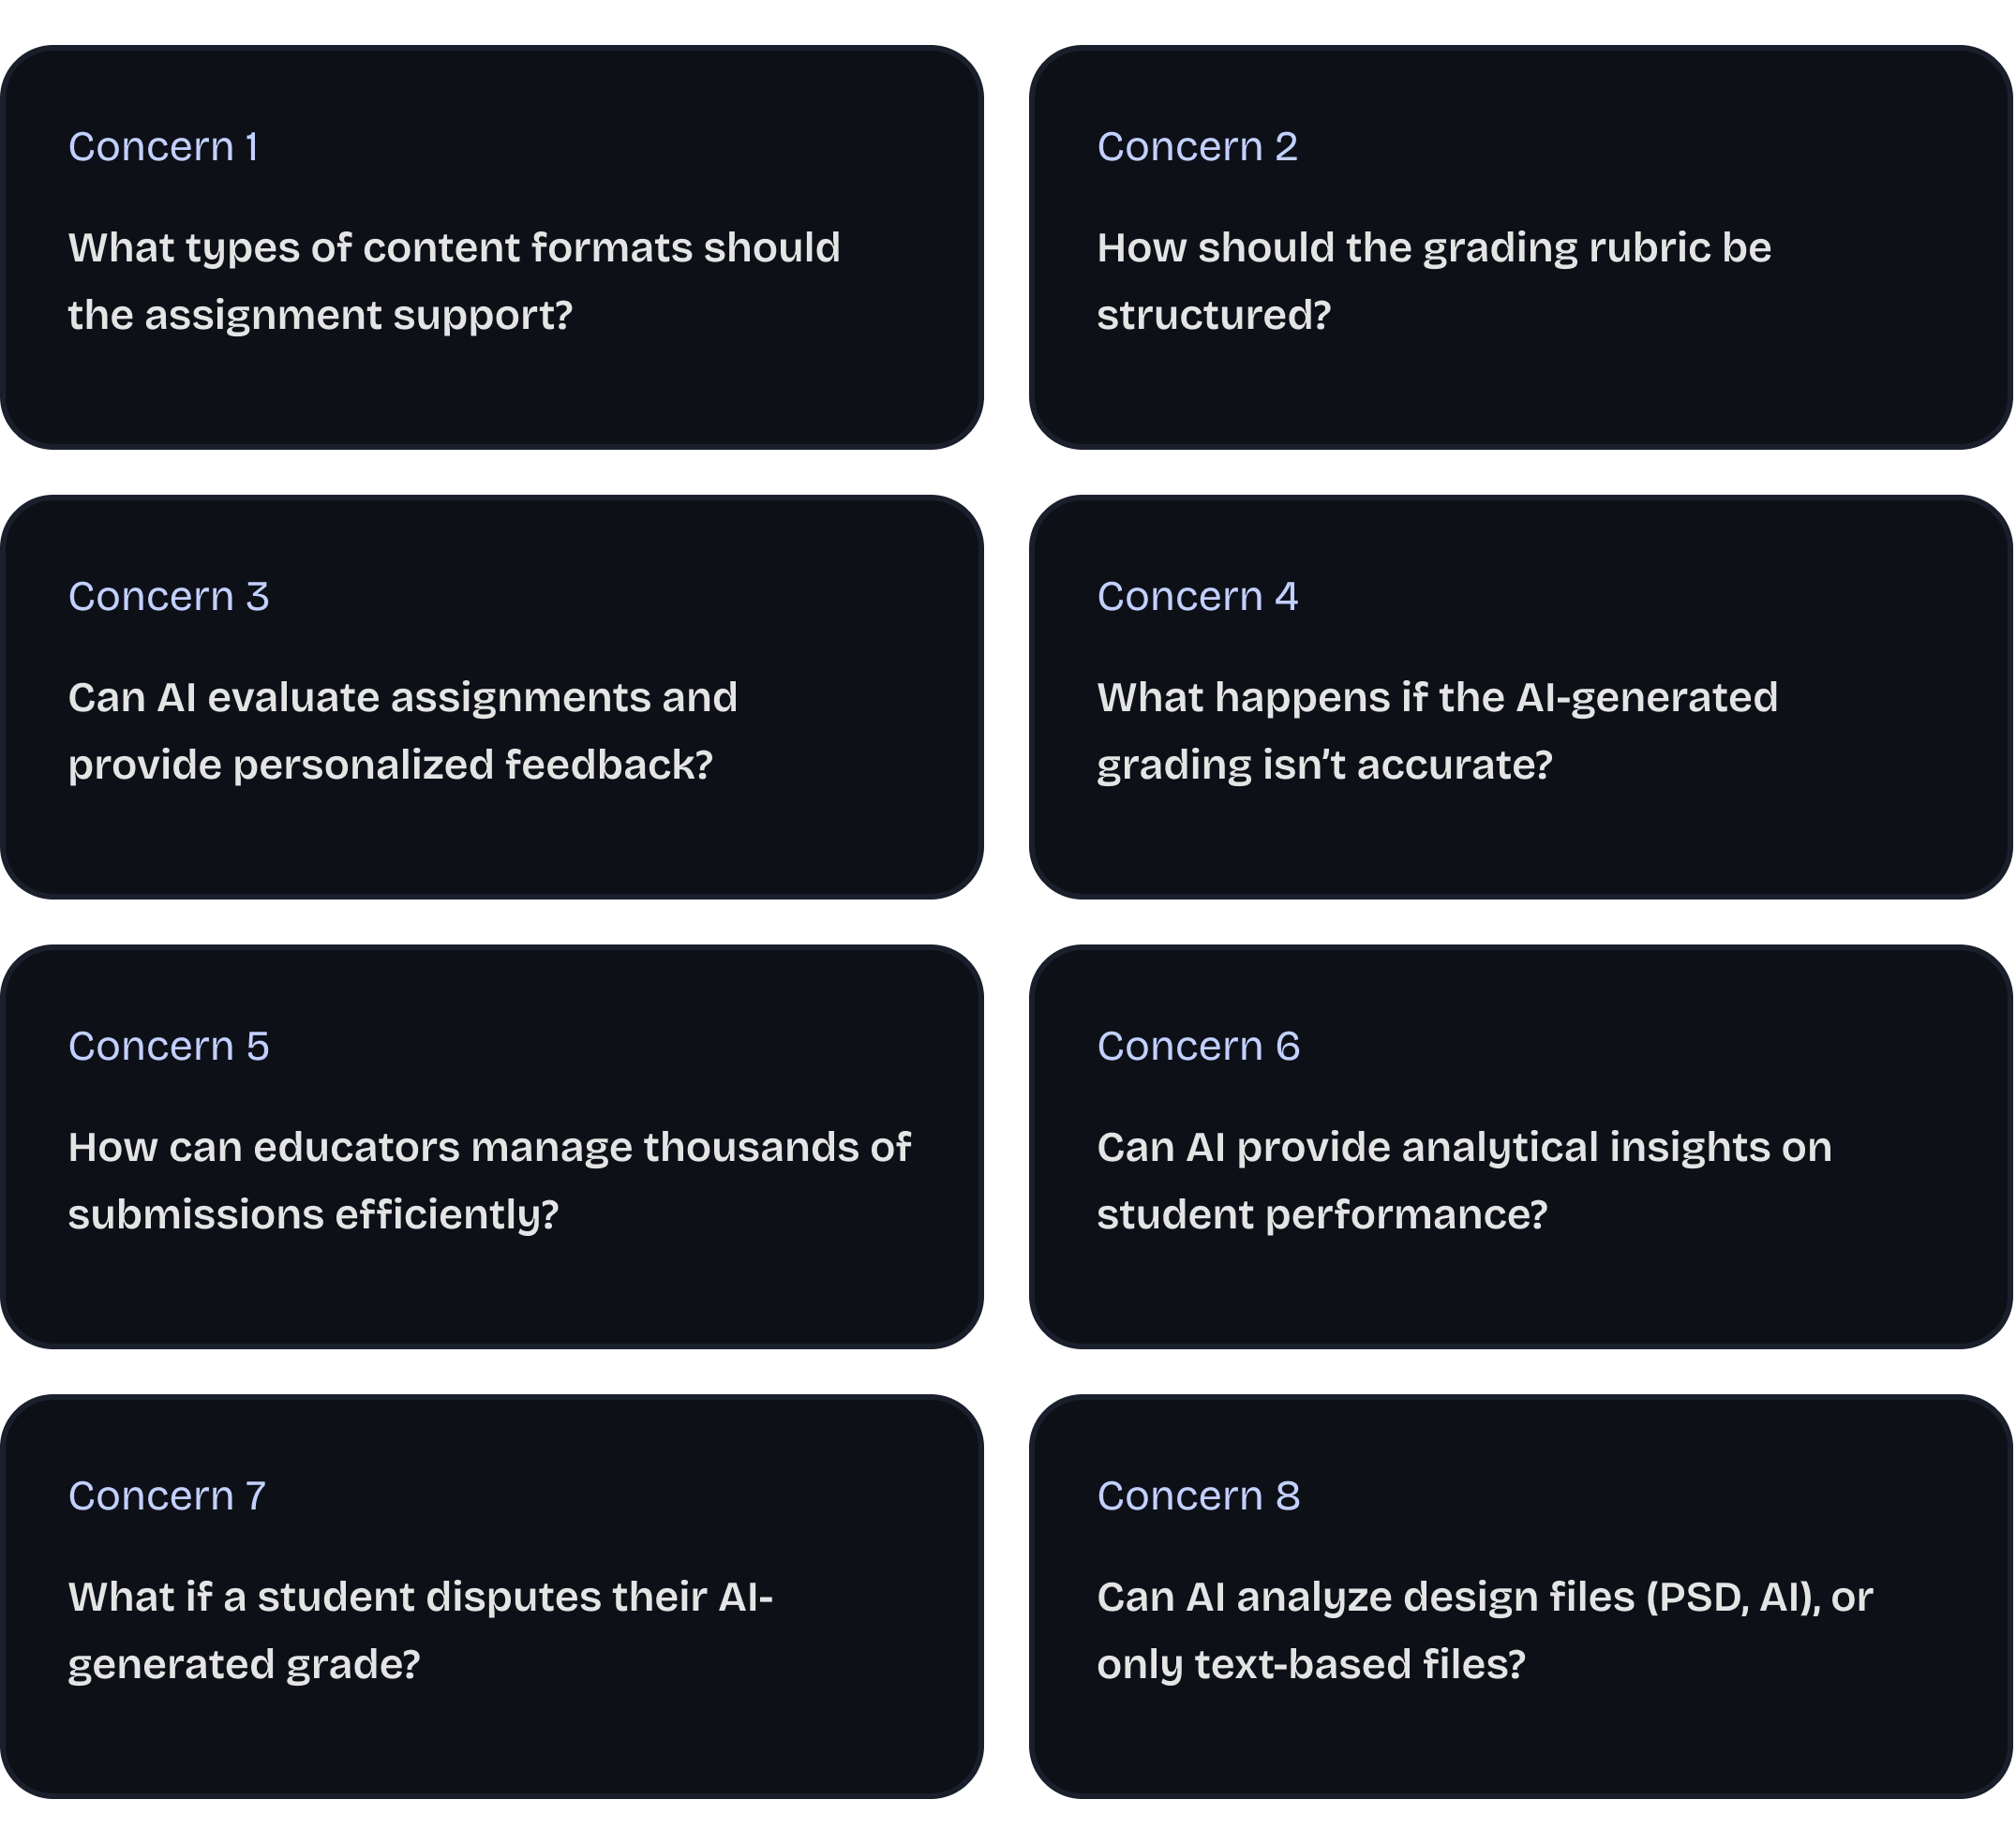 Concern 1
What types of content formats should
the assignment support?
Concern 2
How should the grading rubric be
structured?
Concern 3
Can AI evaluate assignments and
provide personalized feedback?
Concern 4
What happens if the AI-generated
grading isn’t accurate?
Concern 5
How can educators manage thousands of
submissions efficiently?
Concern 6
Can AI provide analytical insights on
student performance?
Concern 7
What if a student disputes their AI-
generated grade?
Concern 8
Can AI analyze design files (PSD, AI), or
only text-based files?